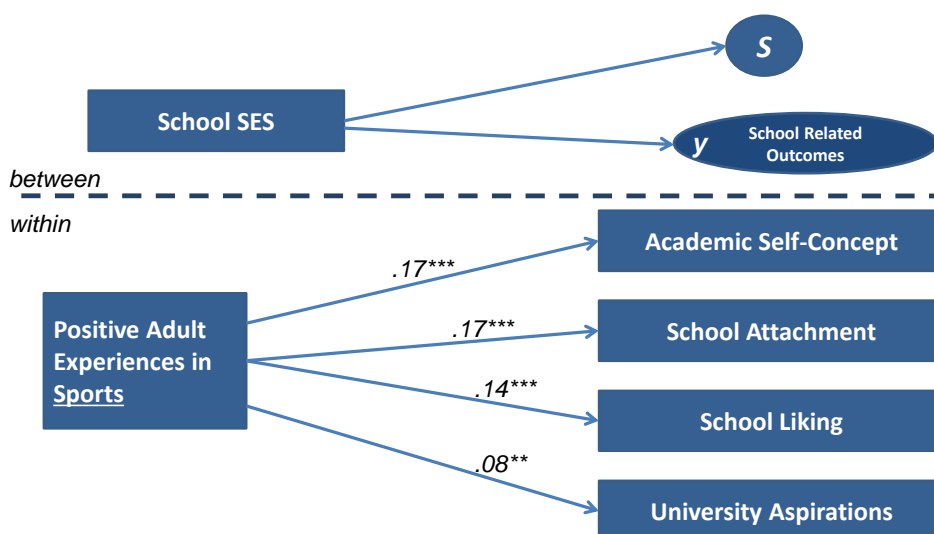 S
School SES
y
School Related
Outcomes
between
within
Academic Self-Concept
.17***
Positive Adult
Experiences in
Sports
.17***
School Attachment
.14***
School Liking
.08**
University Aspirations